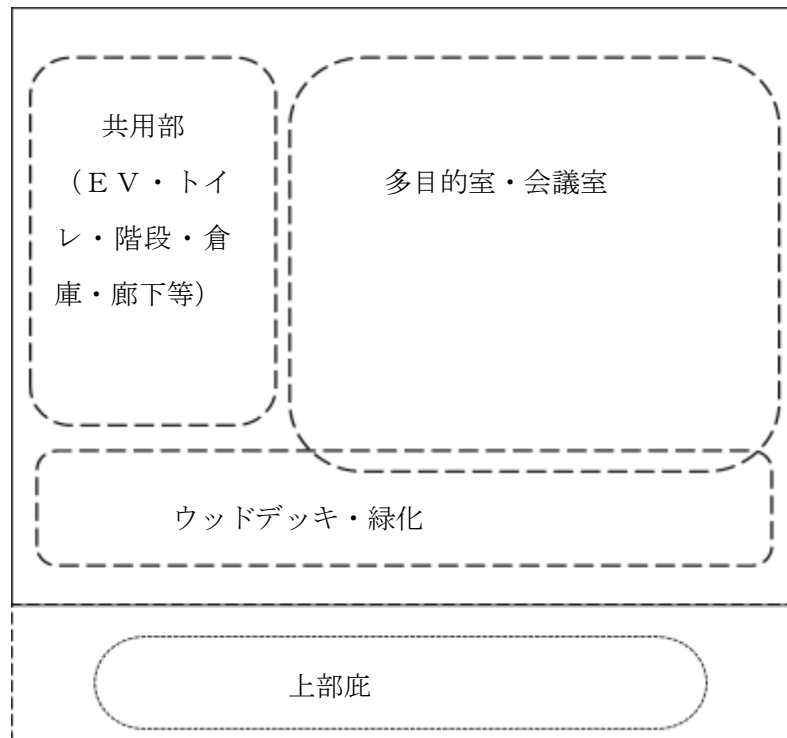 共用部
（ＥＶ・トイ
レ・階段・倉
庫・廊下等）
多目的室・会議室
ウッドデッキ・緑化
上部庇